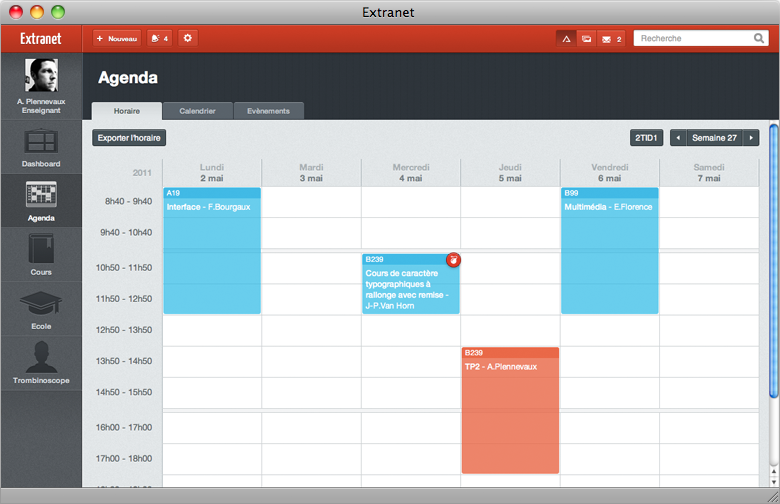 Extranet
Extranet
+ Nouveau
4
2
Recherche
A. Plennevaux
Enseignant
Dashboard
Agenda
Cours
Ecole
Trombinoscope
Agenda
Horaire
Calendrier
Evènements
Exporter l'horaire
2TID1
Semaine 27
2011
Lundi
2 mai
Mardi
3 mai
Mercredi
4 mai
Jeudi
5 mai
Vendredi
6 mai
Samedi
7 mai
8h40 - 9h40
9h40 - 10h40
10h50 - 11h50
11h50 - 12h50
12h50 - 13h50
13h50 - 14h50
14h50 - 15h50
16h00 - 17h00
17h00 - 18h00
A19
Interface - F.Bourgaux
B239
Cours de caractère
typographiques à
rallonge avec remise -
J-P.Van Horn
B239
TP2 - A.Plennevaux
B99
Multimédia - E.Florence